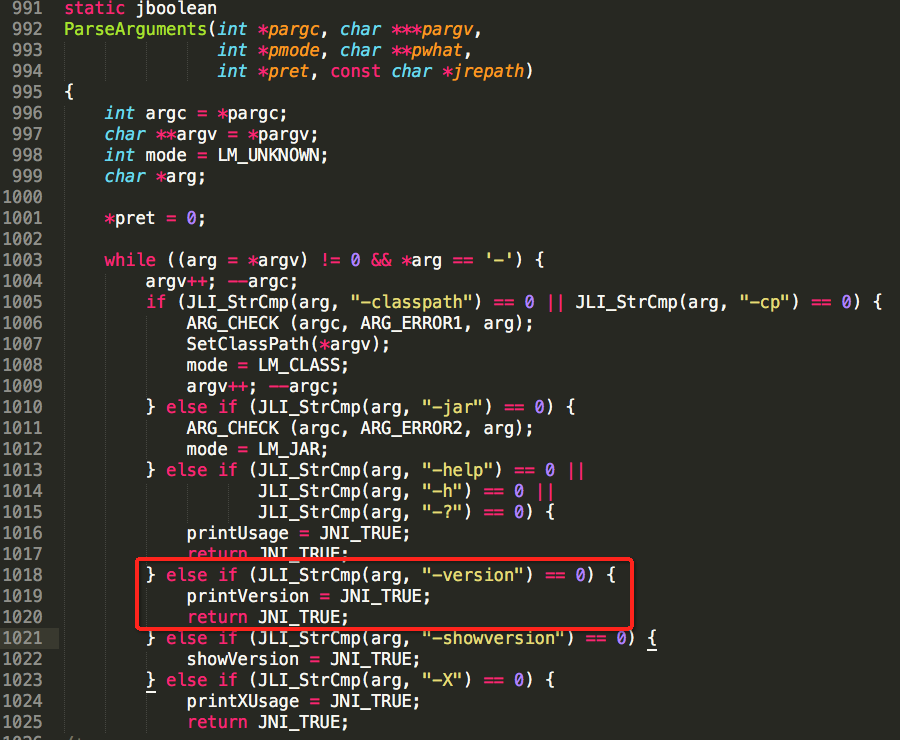 991 static jboolean
992 ParseArguments(int *pargc, char ***pargv,
993 int *pmode, char **pwhat,
994 int *pret, const char *jrepath)
995 {
996 int argc = *pargc;
997 char **argv = *pargv;
998 int mode = LM_UNKNOWN;
999 char *arg;
1000
1001 *pret = 0;
1002
1003 while ((arg = *argv) != 0 && *arg == '-') {
1004 argv++; --argc;
1005 if (JLI_StrCmp(arg, "-classpath") == 0 || JLI_StrCmp(arg, "-cp") == 0) {
1006 ARG_CHECK (argc, ARG_ERROR1, arg);
1007 SetClassPath(*argv);
1008 mode = LM_CLASS;
1009 argv++; --argc;
1010 } else if (JLI_StrCmp(arg, "-jar") == 0) {
1011 ARG_CHECK (argc, ARG_ERROR2, arg);
1012 mode = LM_JAR;
1013 } else if (JLI_StrCmp(arg, "-help") == 0 ||
1014 JLI_StrCmp(arg, "-h") == 0 ||
1015 JLI_StrCmp(arg, "-?") == 0) {
1016 printUsage = JNI_TRUE;
1017 return JNI_TRUE;
1018 } else if (JLI_StrCmp(arg, "-version") == 0) {
1019 printVersion = JNI_TRUE;
1020 return JNI_TRUE;
1021 } else if (JLI_StrCmp(arg, "-showversion") == 0) {
1022 showVersion = JNI_TRUE;
1023 } else if (JLI_StrCmp(arg, "-X") == 0) {
1024 printXUsage = JNI_TRUE;
1025 return JNI_TRUE;